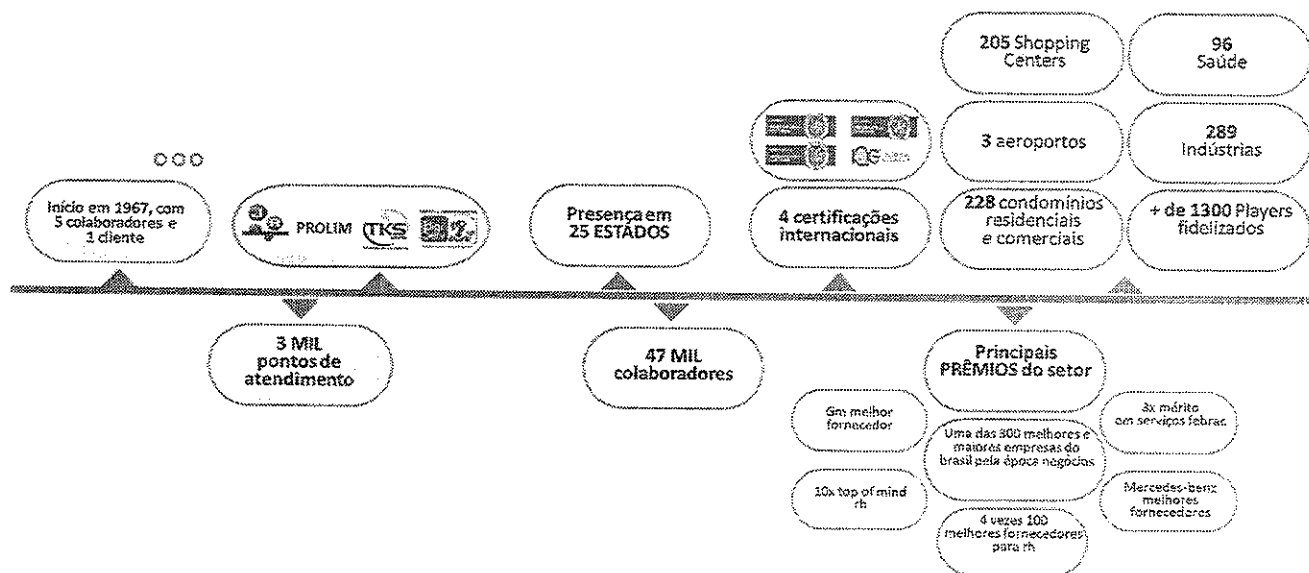 205 Shopping
Centers
96
Saúde
3 aeroportos
289
Indústrias
Início em 1967, com
5 colaboradores e
1 cliente
PROLIM
TKS
Presença em
25 ESTADOS
4 certificações
internacionais
228 condomínios
residenciais
e comerciais
+ de 1300 Players
fidelizados
3 MIL
pontos de
atendimento
47 MIL
colaboradores
Principais
PRÊMIOS do setor
Gm melhor
fornecedor
3x mérito
em serviços febrac
Uma das 300 melhores e
maiores empresas do
brasil pela época negócios
10x top of mind
rh
Mercedes-benz
melhores
fornecedores
4 vezes 100
melhores fornecedores
para rh